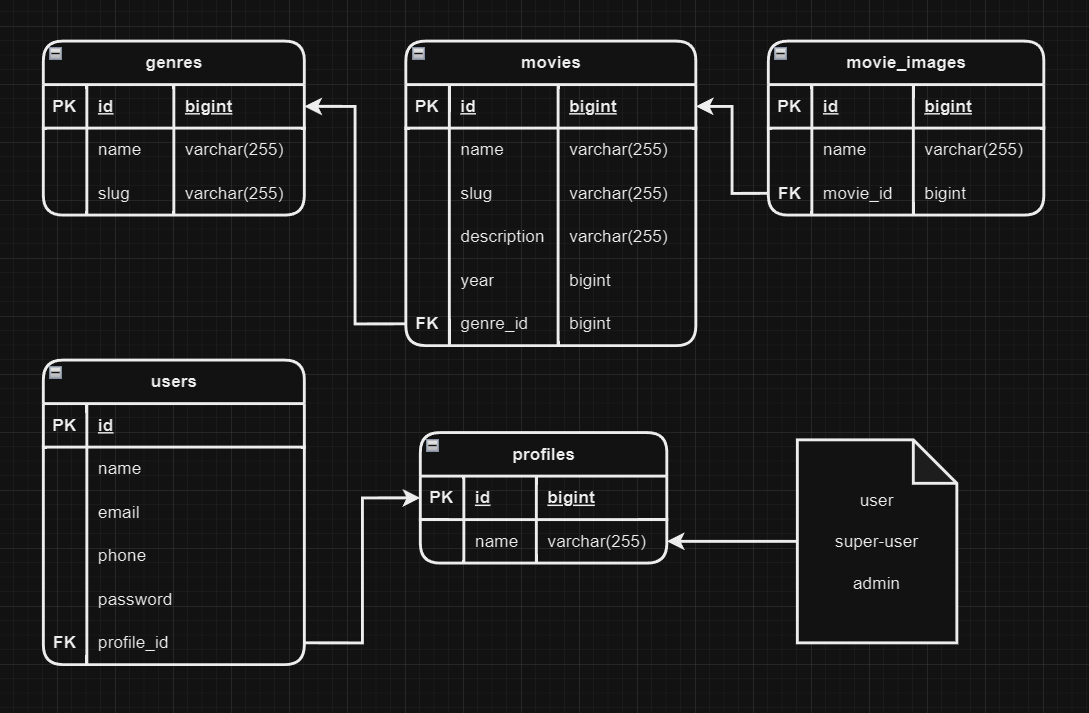 genres
PK id bigint
name varchar(255)
slug varchar(255)
movies
PK id bigint
name varchar(255)
slug varchar(255)
description varchar(255)
year bigint
FK genre_id bigint
movie_images
PK id bigint
name varchar(255)
FK movie_id bigint
users
PK id
name
email
phone
password
FK profile_id
profiles
PK id bigint
name varchar(255)
user
super-user
admin